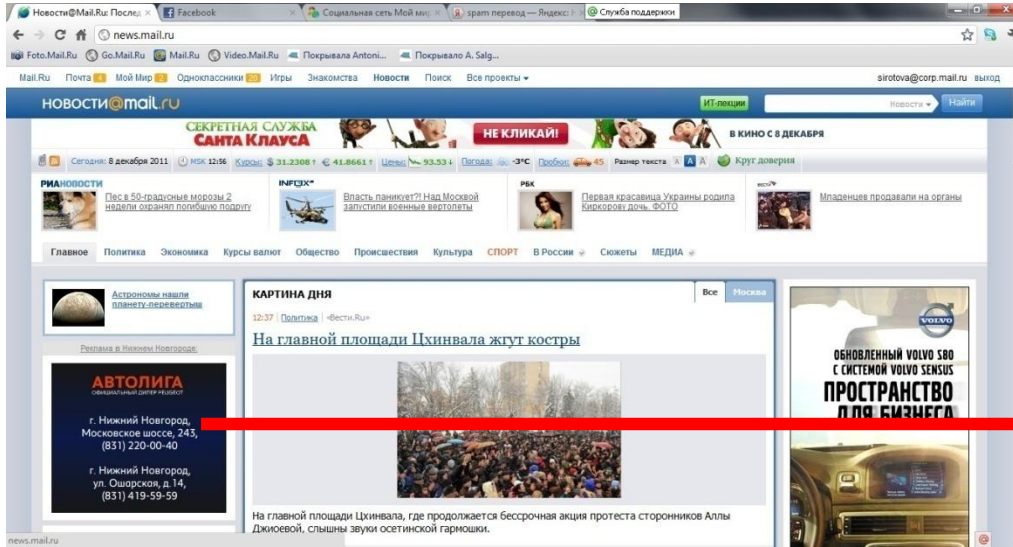 Новости@Mail.Ru: Послед
Facebook
Социальная сеть Мой мир
spam перевод — Яндекс:
Служба поддержки
news.mail.ru
Foto.Mail.Ru Go.Mail.Ru Mail.Ru Video.Mail.Ru Покрывала Antoni... Покрывало A. Salg...
Mail.Ru Почта Мой Мир Одноклассники 20 Игры Знакомства Новости Поиск Все проекты sirotova@corp.mail.ru выход
новости@mail.ru ИТ-лекции Новости Найти
СЕКРЕТНАЯ СЛУЖБА
САНТА КЛАУСА
НЕ КЛИКАЙ!
В КИНО С 8 ДЕКАБРЯ
Сегодня: 8 декабря 2011 MSK 12:56 Курсы: $ 31.2308 ↑ € 41.8661 ↑ Цены: 93.53 ↓ Погода: -3°C Пробки: 45 Размер текста A A A Круг доверия
РИАНОВОСТИ
Пес в 50-градусные морозы 2
недели охранял погибшую подругу
INFOX
Власть паникует?! Над Москвой
запустили военные вертолеты
РБК
Первая красавица Украины родила
Киркорову дочь. ФОТО
ВЕСТИ
Младенцев продавали на органы
Главное Политика Экономика Курсы валют Общество Происшествия Культура СПОРТ В России Сюжеты МЕДИА
Астрономы нашли
планету-перевертыш
Реклама в Нижнем Новгороде:
АВТОЛИГА
ОФИЦИАЛЬНЫЙ ДИЛЕР PEUGEOT
г. Нижний Новгород,
Московское шоссе, 243,
(831) 220-00-40
г. Нижний Новгород,
ул. Ошарская, д.14,
(831) 419-59-59
КАРТИНА ДНЯ
Все Москва
12:37 Политика «Вести.Ru»
На главной площади Цхинвала жгут костры
На главной площади Цхинвала, где продолжается бессрочная акция протеста сторонников Аллы
Джиоевой, слышны звуки осетинской гармошки.
VOLVO
ОБНОВЛЕННЫЙ VOLVO S80
С СИСТЕМОЙ VOLVO SENSUS
ПРОСТРАНСТВО
ДЛЯ БИЗНЕСА
news.mail.ru